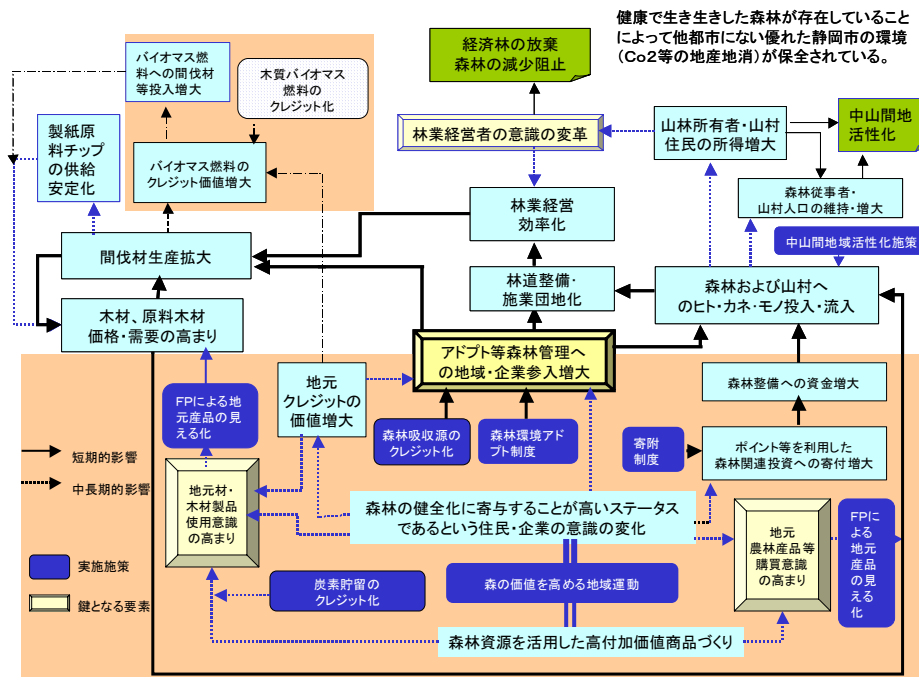 健康で生き生きした森林が存在していること
によって他都市にない優れた静岡市の環境
（Co2等の地産地消）が保全されている。
経済林の放棄
森林の減少阻止
バイオマス燃
料への間伐材
等投入増大
木質バイオマス
燃料の
クレジット化
製紙原
料チップ
の供給
安定化
バイオマス燃料の
クレジット価値増大
林業経営者の意識の変革
山林所有者・山村
住民の所得増大
中山間地
活性化
森林従事者・
山村人口の維持・増大
林業経営
効率化
中山間地域活性化施策
間伐材生産拡大
林道整備・
施業団地化
森林および山村へ
のヒト・カネ・モノ投入・流入
木材、原料木材
価格・需要の高まり
アドプト等森林管理へ
の地域・企業参入増大
FPによる地
元産品の見
える化
地元
クレジットの
価値増大
森林整備への資金増大
森林吸収源の
クレジット化
森林環境アド
プト制度
寄附
制度
ポイント等を利用した
森林関連投資への寄付増大
短期的影響
中長期的影響
地元材・
木材製品
使用意識
の高まり
森林の健全化に寄与することが高いステータス
であるという住民・企業の意識の変化
地元
農林産品等
購買意識
の高まり
FPに
よる
地元
産品
の見
える
化
実施施策
炭素貯留の
クレジット化
森の価値を高める地域運動
鍵となる要素
森林資源を活用した高付加価値商品づくり